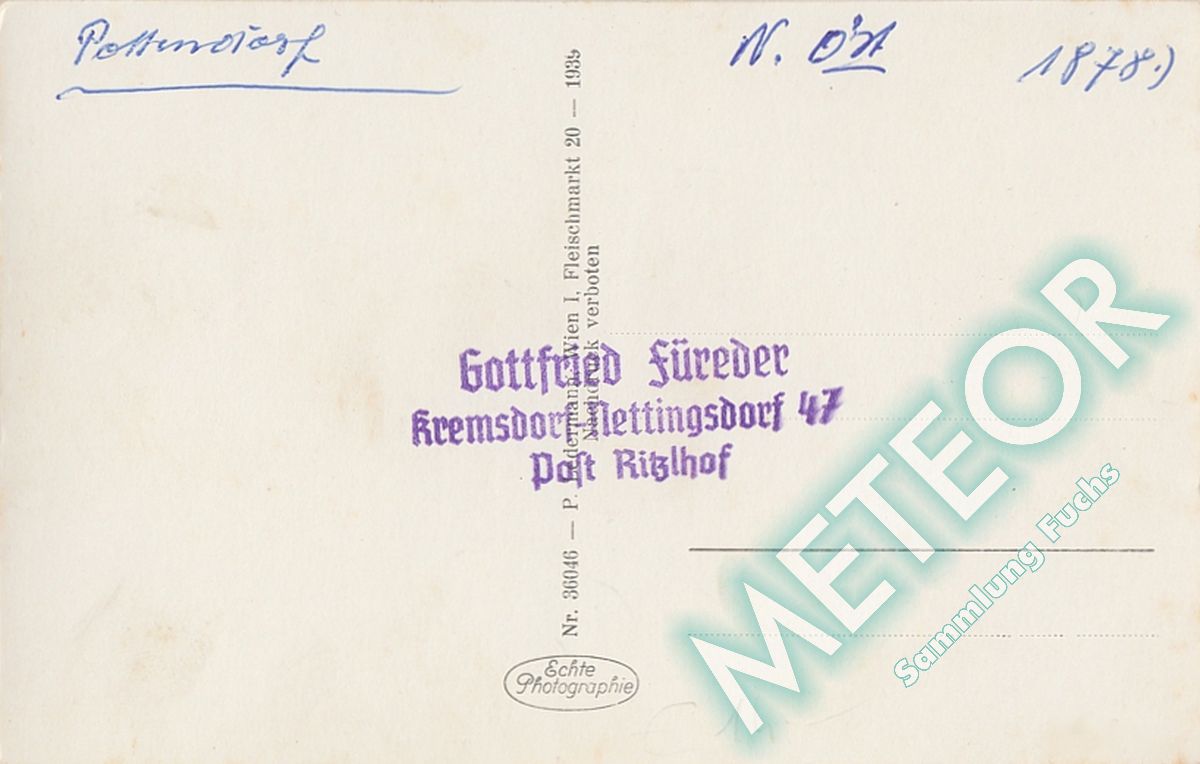 Pottendorf
N. Öst
1878.)
Nr. 36046 — P. Ledermann, Wien I, Fleischmarkt 20 — 1939
Nachdruck verboten
Gottfried Füreder
Kremsdorf-Nettingsdorf 47
Post Ritzlhof
Echte
Photographie
METEOR
Sammlung Fuchs